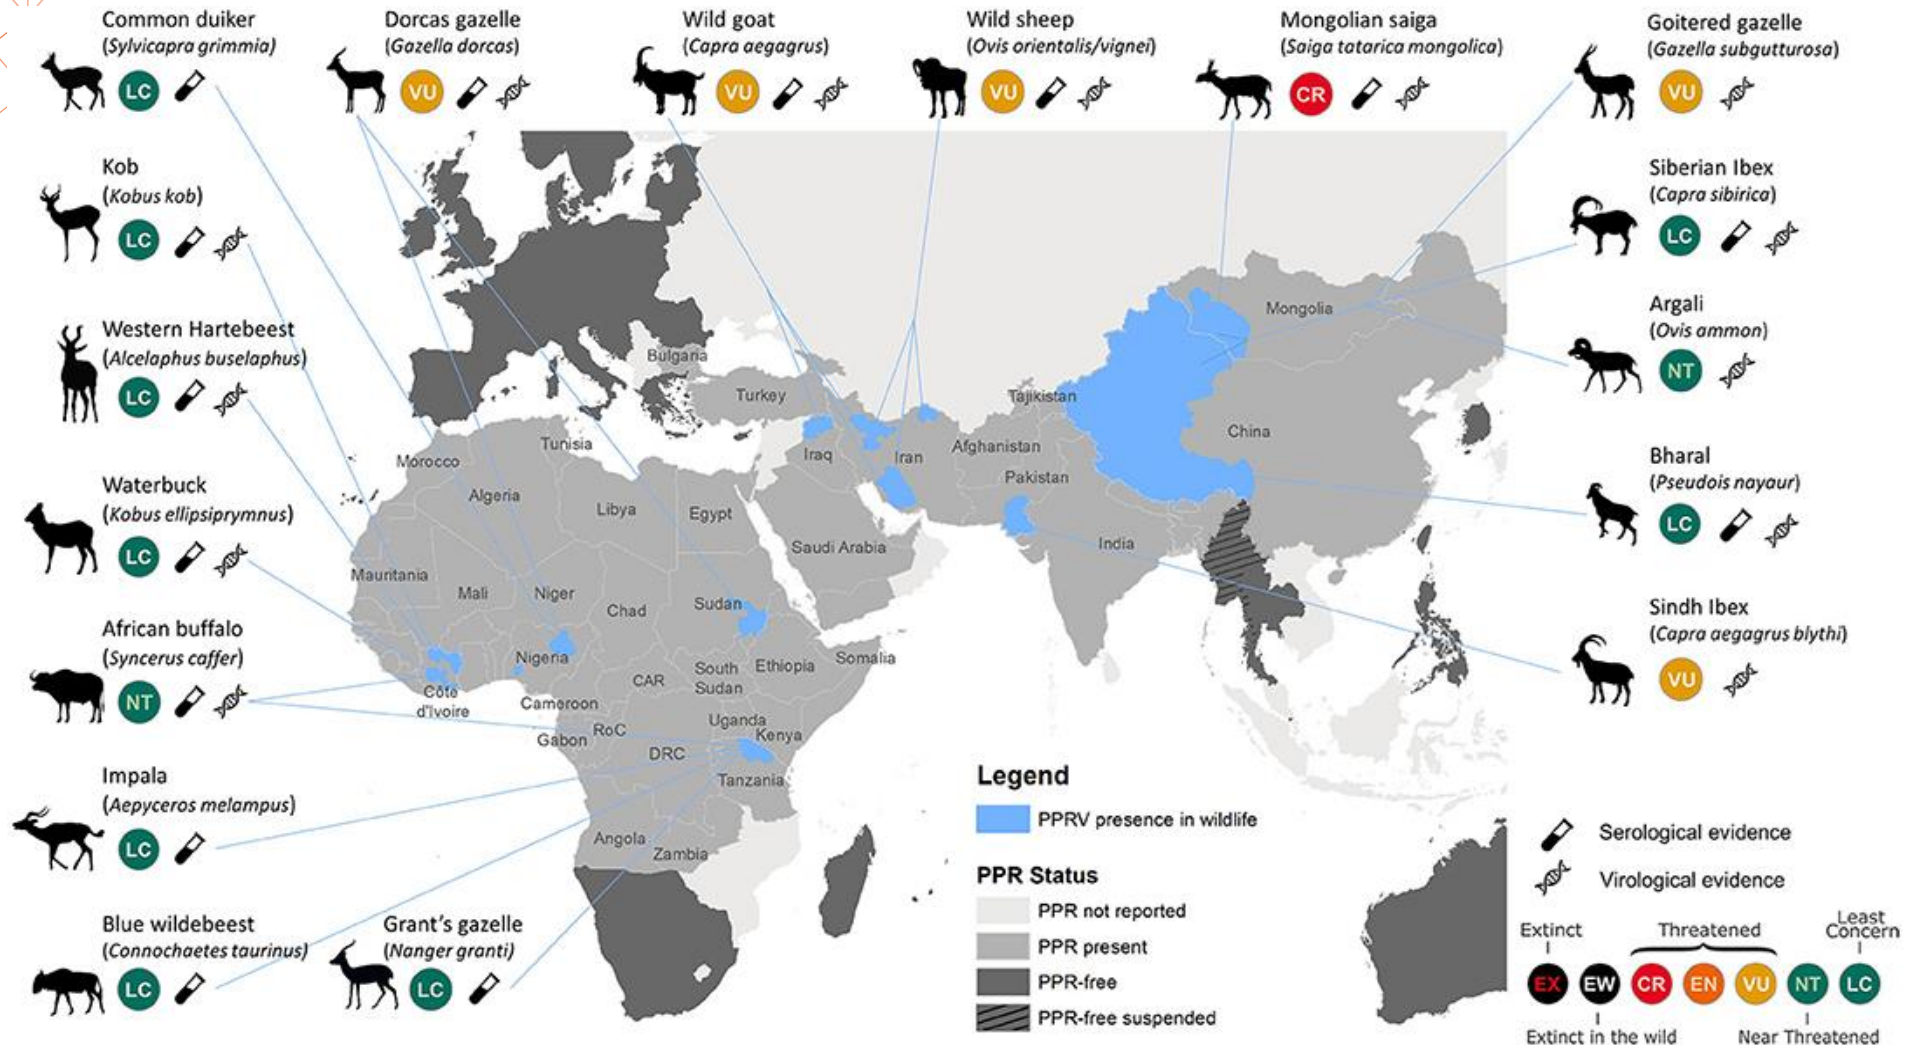 Common duiker
(Sylvicapra grimmia)
LC
Dorcas gazelle
(Gazella dorcas)
VU
Wild goat
(Capra aegagrus)
VU
Wild sheep
(Ovis orientalis/vignei)
VU
Mongolian saiga
(Saiga tatarica mongolica)
CR
Goitered gazelle
(Gazella subgutturosa)
VU
Kob
(Kobus kob)
LC
Western Hartebeest
(Alcelaphus buselaphus)
LC
Waterbuck
(Kobus ellipsiprymnus)
LC
African buffalo
(Syncerus caffer)
NT
Impala
(Aepyceros melampus)
LC
Blue wildebeest
(Connochaetes taurinus)
LC
Grant's gazelle
(Nanger granti)
LC
Siberian Ibex
(Capra sibirica)
LC
Argali
(Ovis ammon)
NT
Bharal
(Pseudois nayaur)
LC
Sindh Ibex
(Capra aegagrus blythi)
VU
Mongolia
Bulgaria
Turkey
Tajikistan
China
Tunisia
Morocco
Iraq
Iran
Afghanistan
Pakistan
Algeria
Libya
Egypt
Saudi Arabia
India
Mauritania
Mali
Niger
Chad
Sudan
Nigeria
South
Sudan
Ethiopia
Somalia
CAR
Côte
d'Ivoire
Cameroon
Gabon
RoC
Uganda
Kenya
DRC
Tanzania
Angola
Zambia
Legend
PPRV presence in wildlife
PPR Status
PPR not reported
PPR present
PPR-free
PPR-free suspended
Serological evidence
Virological evidence
Extinct
Threatened
Least
Concern
EX
EW
CR
EN
VU
NT
LC
Extinct in the wild
Near Threatened